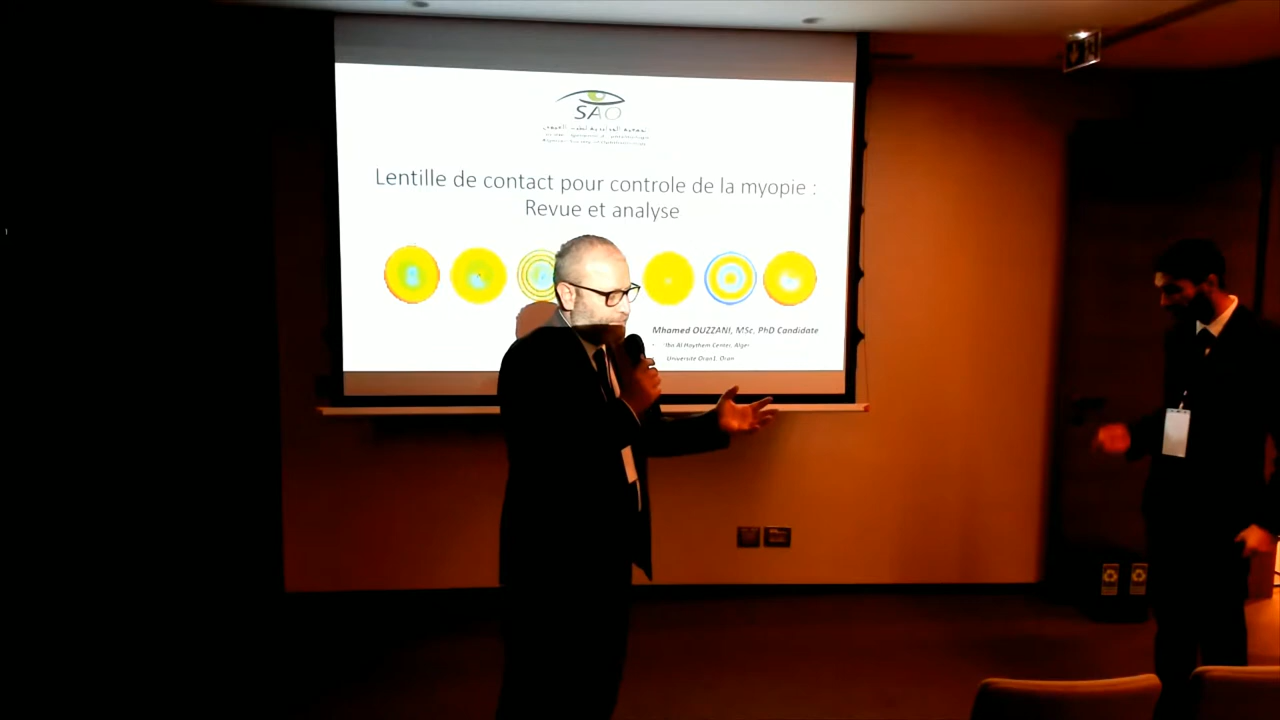 SAO
Lentille de contact pour controle de la myopie :
Revue et analyse
Mhamed OUZZANI, MSc, PhD Candidate
Ibn Al Haytham Center, Alger
Université Oran1, Oran